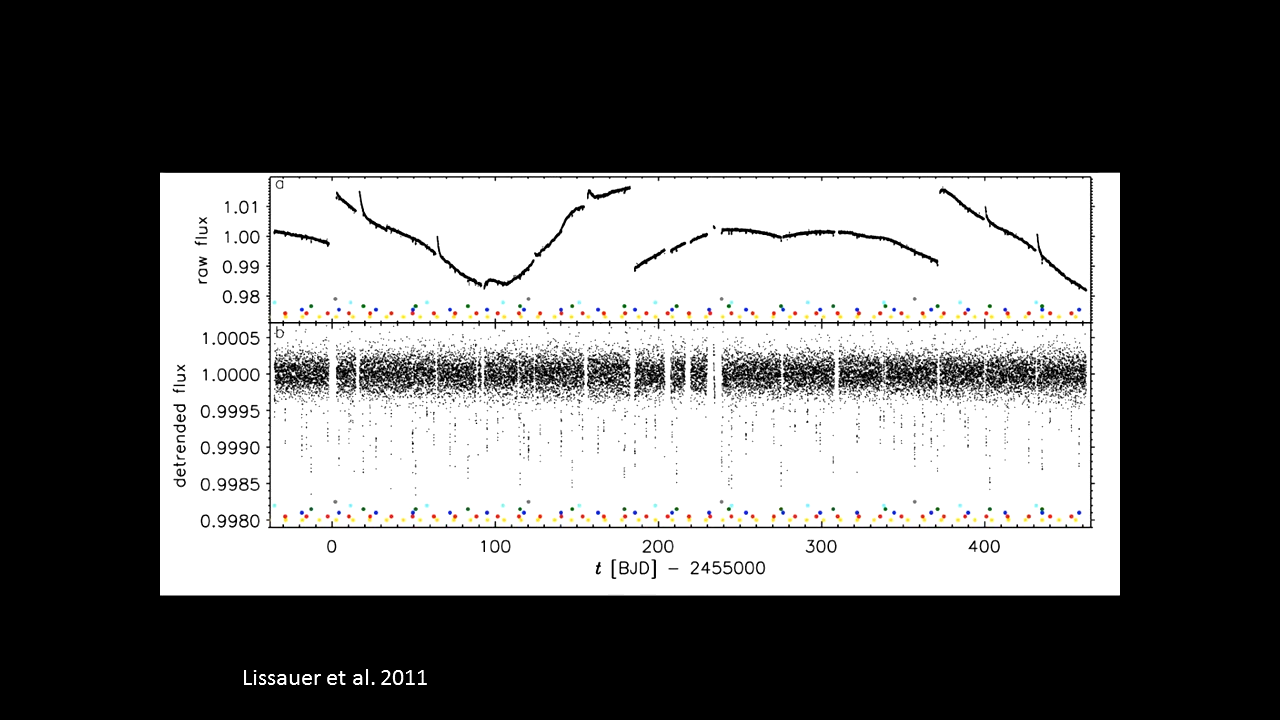 a
raw flux
1.01
1.00
0.99
0.98
b
detrended flux
1.0005
1.0000
0.9995
0.9990
0.9985
0.9980
0 100 200 300 400
t [BJD] − 2455000
Lissauer et al. 2011